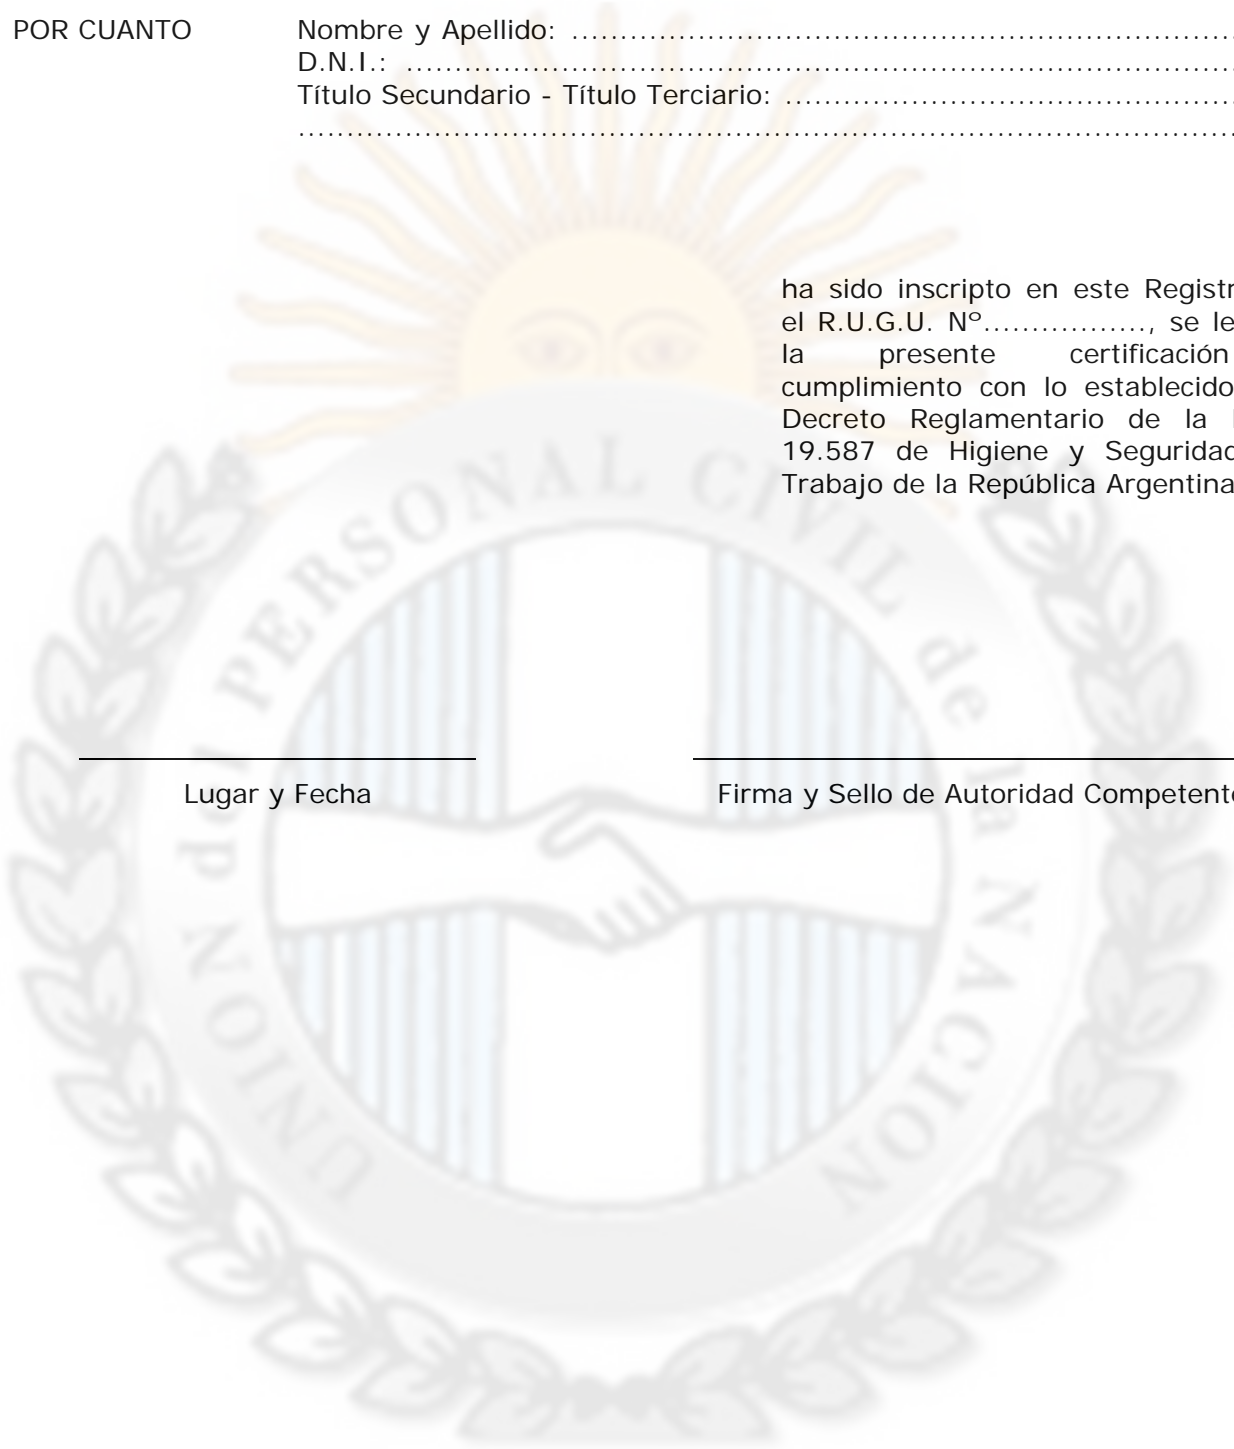 POR CUANTO Nombre y Apellido: ......................................................................
D.N.I.: .......................................................................................
Título Secundario - Título Terciario: ...............................................
...................................................................................................
ha sido inscripto en este Registr
el R.U.G.U. Nº................., se le
la presente certificación
cumplimiento con lo establecido
Decreto Reglamentario de la
19.587 de Higiene y Seguridad
Trabajo de la República Argentina
Lugar y Fecha Firma y Sello de Autoridad Competente
UNION del PERSONAL CIVIL de la NACION